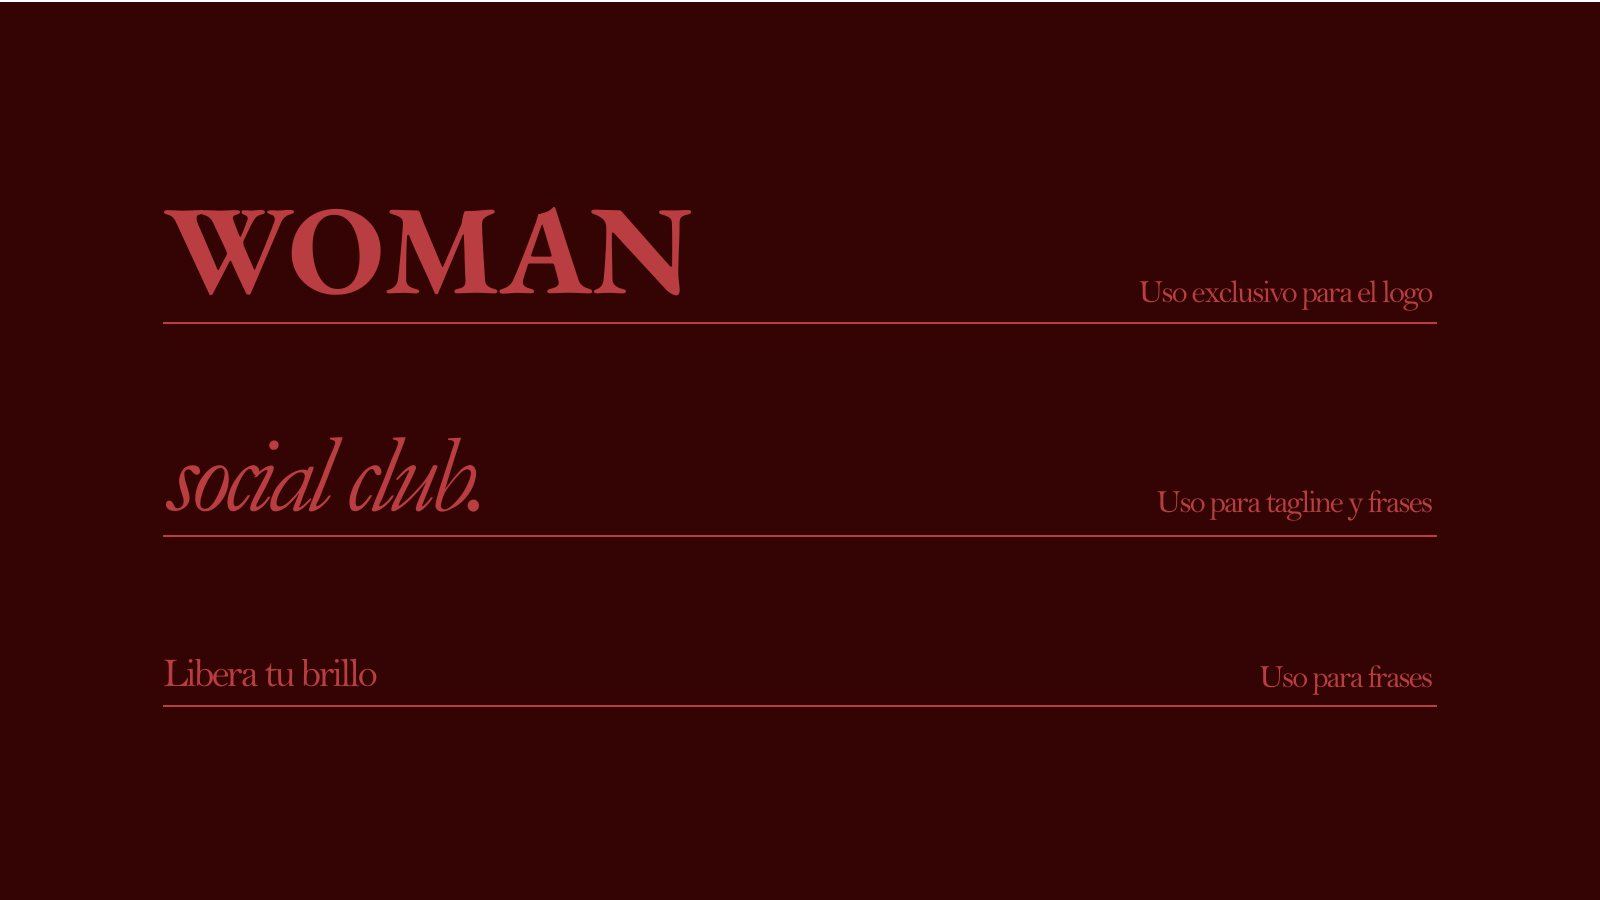 WOMAN
Uso exclusivo para el logo
social club.
Uso para tagline y frases
Libera tu brillo
Uso para frases